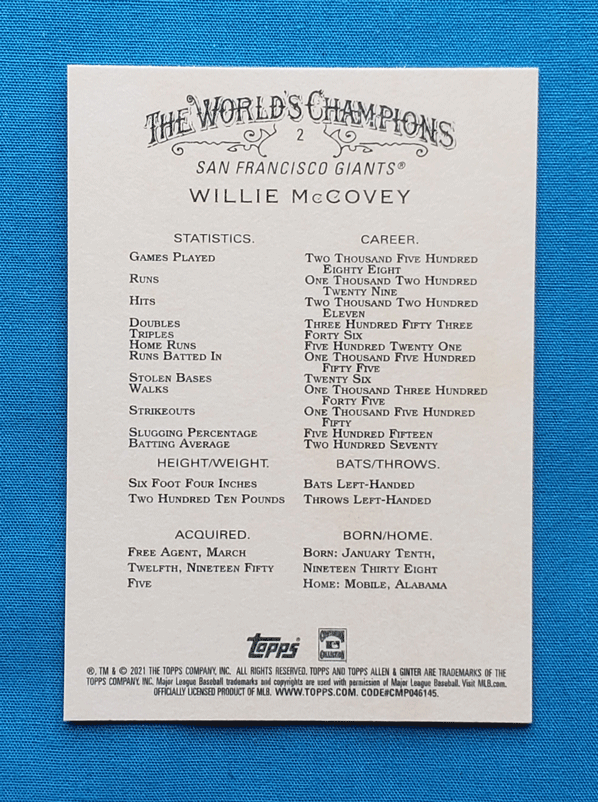 THE WORLD'S CHAMPIONS
2
SAN FRANCISCO GIANTS®
WILLIE McCOVEY
STATISTICS. CAREER.
GAMES PLAYED TWO THOUSAND FIVE HUNDRED
EIGHTY EIGHT
RUNS ONE THOUSAND TWO HUNDRED
TWENTY NINE
HITS TWO THOUSAND TWO HUNDRED
ELEVEN
DOUBLES THREE HUNDRED FIFTY THREE
TRIPLES FORTY SIX
HOME RUNS FIVE HUNDRED TWENTY ONE
RUNS BATTED IN ONE THOUSAND FIVE HUNDRED
FIFTY FIVE
STOLEN BASES TWENTY SIX
WALKS ONE THOUSAND THREE HUNDRED
FORTY FIVE
STRIKEOUTS ONE THOUSAND FIVE HUNDRED
FIFTY
SLUGGING PERCENTAGE FIVE HUNDRED FIFTEEN
BATTING AVERAGE TWO HUNDRED SEVENTY
HEIGHT/WEIGHT. BATS/THROWS.
SIX FOOT FOUR INCHES BATS LEFT-HANDED
TWO HUNDRED TEN POUNDS THROWS LEFT-HANDED
ACQUIRED. BORN/HOME.
FREE AGENT, MARCH BORN: JANUARY TENTH,
TWELFTH, NINETEEN FIFTY NINETEEN THIRTY EIGHT
FIVE HOME: MOBILE, ALABAMA
topps
®, TM & © 2021 THE TOPPS COMPANY, INC. ALL RIGHTS RESERVED. TOPPS AND TOPPS ALLEN & GINTER ARE TRADEMARKS OF THE
TOPPS COMPANY, INC. Major League Baseball trademarks and copyrights are used with permission of Major League Baseball. Visit MLB.com.
OFFICIALLY LICENSED PRODUCT OF MLB. WWW.TOPPS.COM. CODE#CMP046145.